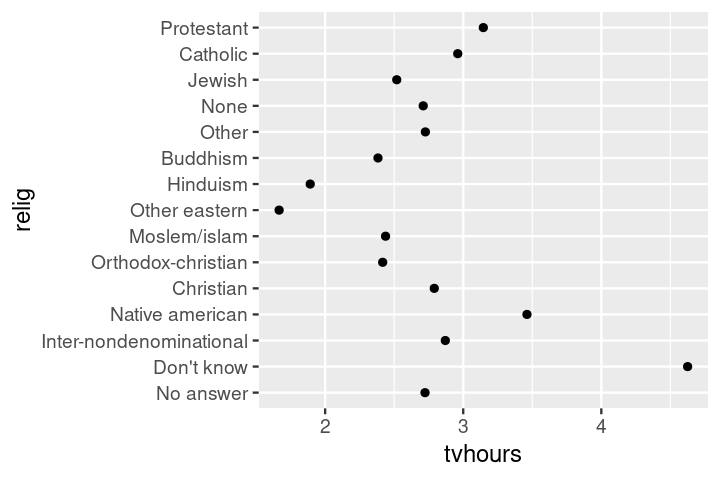 Protestant
Catholic
Jewish
None
Other
Buddhism
Hinduism
Other eastern
Moslem/islam
Orthodox-christian
Christian
Native american
Inter-nondenominational
Don't know
No answer
relig
2 3 4
tvhours